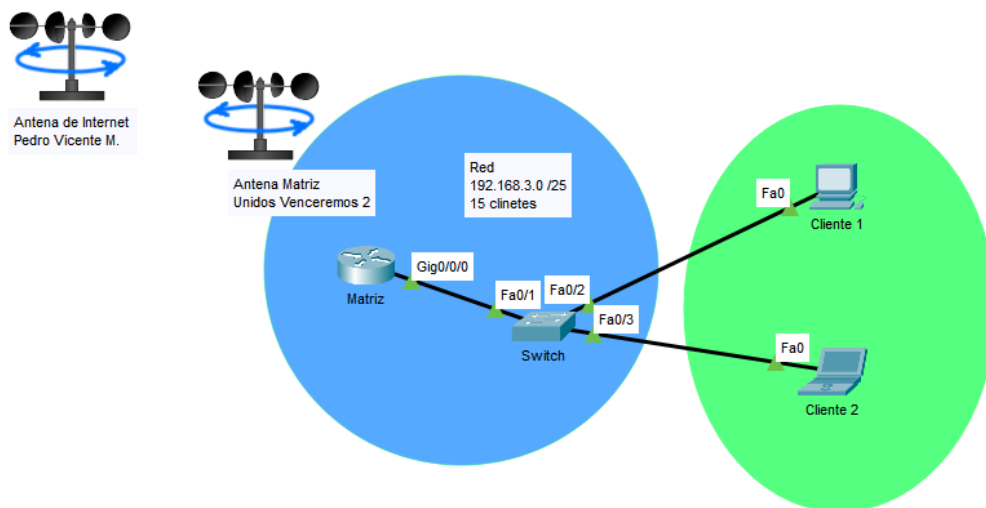 Antena de Internet
Pedro Vicente M.
Antena Matriz
Unidos Venceremos 2
Red
192.168.3.0 /25
15 clinetes
Fa0
Cliente 1
Gig0/0/0
Matriz
Fa0/1
Fa0/2
Fa0/3
Switch
Fa0
Cliente 2